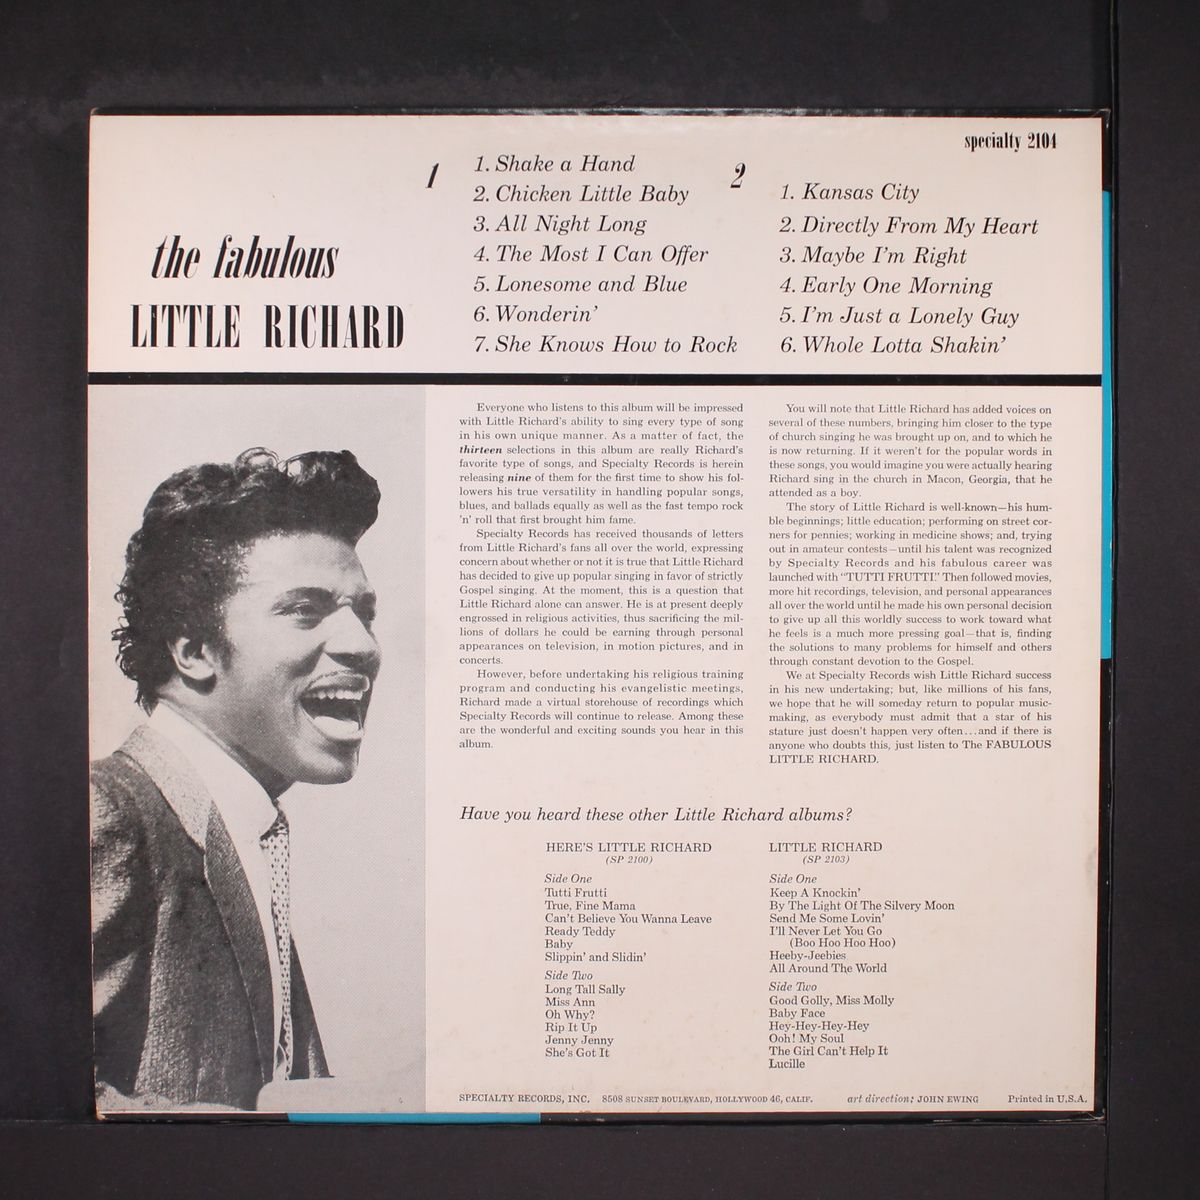 specialty 2104
the fabulous
LITTLE RICHARD
1
1. Shake a Hand
2. Chicken Little Baby
3. All Night Long
4. The Most I Can Offer
5. Lonesome and Blue
6. Wonderin'
7. She Knows How to Rock
2
1. Kansas City
2. Directly From My Heart
3. Maybe I'm Right
4. Early One Morning
5. I'm Just a Lonely Guy
6. Whole Lotta Shakin'
Everyone who listens to this album will be impressed
with Little Richard's ability to sing every type of song
in his own unique manner. As a matter of fact, the
thirteen selections in this album are really Richard's
favorite type of songs, and Specialty Records is herein
releasing nine of them for the first time to show his fol-
lowers his true versatility in handling popular songs,
blues, and ballads equally as well as the fast tempo rock
'n' roll that first brought him fame.
Specialty Records has received thousands of letters
from Little Richard's fans all over the world, expressing
concern about whether or not it is true that Little Richard
has decided to give up popular singing in favor of strictly
Gospel singing. At the moment, this is a question that
Little Richard alone can answer. He is at present deeply
engrossed in religious activities, thus sacrificing the mil-
lions of dollars he could be earning through personal
appearances on television, in motion pictures, and in
concerts.
However, before undertaking his religious training
program and conducting his evangelistic meetings,
Richard made a virtual storehouse of recordings which
Specialty Records will continue to release. Among these
are the wonderful and exciting sounds you hear in this
album.
You will note that Little Richard has added voices on
several of these numbers, bringing him closer to the type
of church singing he was brought up on, and to which he
is now returning. If it weren't for the popular words in
these songs, you would imagine you were actually hearing
Richard sing in the church in Macon, Georgia, that he
attended as a boy.
The story of Little Richard is well-known—his hum-
ble beginnings; little education; performing on street cor-
ners for pennies; working in medicine shows; and, trying
out in amateur contests—until his talent was recognized
by Specialty Records and his fabulous career was
launched with "TUTTI FRUTTI." Then followed movies,
more hit recordings, television, and personal appearances
all over the world until he made his own personal decision
to give up all this worldly success to work toward what
he feels is a much more pressing goal—that is, finding
the solutions to many problems for himself and others
through constant devotion to the Gospel.
We at Specialty Records wish Little Richard success
in his new undertaking; but, like millions of his fans,
we hope that he will someday return to popular music-
making, as everybody must admit that a star of his
stature just doesn't happen very often...and if there is
anyone who doubts this, just listen to The FABULOUS
LITTLE RICHARD.
Have you heard these other Little Richard albums?
HERE'S LITTLE RICHARD
(SP 2100)
Side One
Tutti Frutti
True, Fine Mama
Can't Believe You Wanna Leave
Ready Teddy
Baby
Slippin' and Slidin'
Side Two
Long Tall Sally
Miss Ann
Oh Why?
Rip It Up
Jenny Jenny
She's Got It
LITTLE RICHARD
(SP 2103)
Side One
Keep A Knockin'
By The Light Of The Silvery Moon
Send Me Some Lovin'
I'll Never Let You Go
(Boo Hoo Hoo Hoo)
Heeby-Jeebies
All Around The World
Side Two
Good Golly, Miss Molly
Baby Face
Hey-Hey-Hey-Hey
Ooh! My Soul
The Girl Can't Help It
Lucille
SPECIALTY RECORDS, INC. 8508 SUNSET BOULEVARD, HOLLYWOOD 46, CALIF. art direction: JOHN EWING Printed in U.S.A.